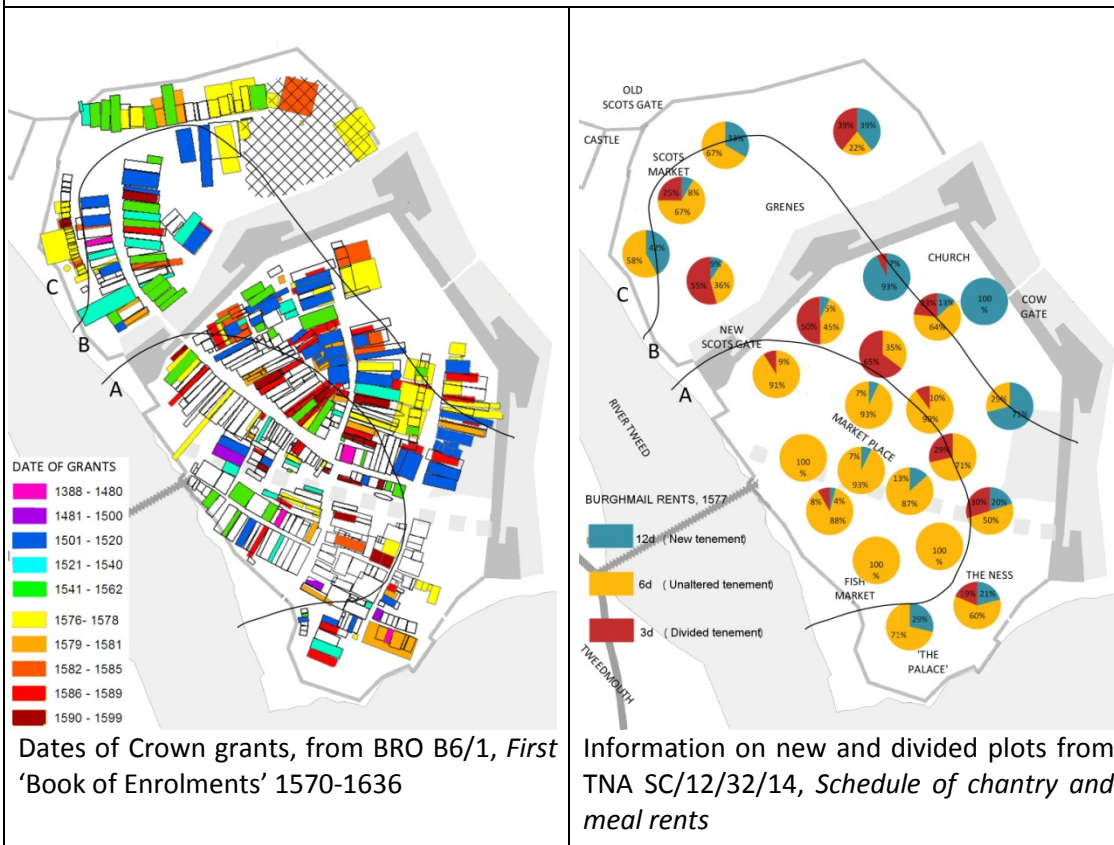 C
B
A
DATE OF GRANTS
1388 - 1480
1481 - 1500
1501 - 1520
1521 - 1540
1541 - 1562
1576- 1578
1579 - 1581
1582 - 1585
1586 - 1589
1590 - 1599
Dates of Crown grants, from BRO B6/1, First
‘Book of Enrolments’ 1570-1636
OLD
SCOTS GATE
CASTLE
SCOTS
MARKET
GRENES
CHURCH
COW
GATE
NEW
SCOTS GATE
C
B
A
RIVER TWEED
MARKET PLACE
FISH
MARKET
THE NESS
'THE
PALACE'
TWEEDMOUTH
39% 39%
22%
33%
67%
25% 8%
67%
42%
58%
9%
55% 36%
7%
93%
13%
64%
100
%
5%
50% 45%
35%
65%
9%
91%
7%
93%
10%
90%
29%
71%
29%
71%
100
%
7%
93%
13%
87%
8% 4%
88%
30% 20%
50%
100
%
100
%
19% 21%
60%
29%
71%
BURGHMAIL RENTS, 1577
12d ( New tenement)
6d ( Unaltered tenement)
3d ( Divided tenement)
Information on new and divided plots from
TNA SC/12/32/14, Schedule of chantry and
meal rents